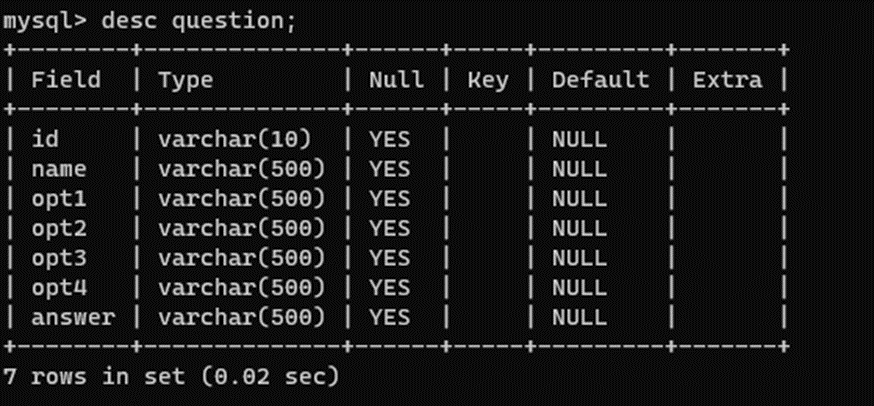 mysql> desc question;
+--------+--------------+------+-----+---------+-------+
| Field  | Type         | Null | Key | Default | Extra |
+--------+--------------+------+-----+---------+-------+
| id     | varchar(10)  | YES  |     | NULL    |       |
| name   | varchar(500) | YES  |     | NULL    |       |
| opt1   | varchar(500) | YES  |     | NULL    |       |
| opt2   | varchar(500) | YES  |     | NULL    |       |
| opt3   | varchar(500) | YES  |     | NULL    |       |
| opt4   | varchar(500) | YES  |     | NULL    |       |
| answer | varchar(500) | YES  |     | NULL    |       |
+--------+--------------+------+-----+---------+-------+
7 rows in set (0.02 sec)